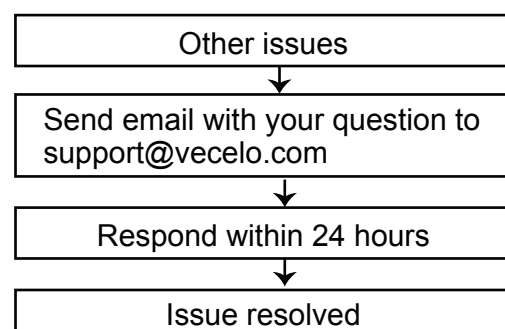 Other issues
Send email with your question to
support@vecelo.com
Respond within 24 hours
Issue resolved